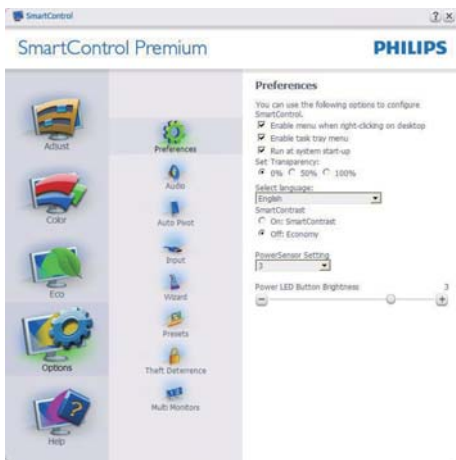 SmartControl
SmartControl Premium
PHILIPS
Adjust
Color
Eco
Options
Help
Preferences
Audio
Auto Pivot
Input
Wizard
Presets
Theft Deterrence
Multi Monitors
Preferences
You can use the following options to configure
SmartControl.
Enable menu when right-clicking on desktop
Enable task tray menu
Run at system start-up
Set Transparency:
0% 50% 100%
Select language:
English
SmartContrast
On: SmartContrast
Off: Economy
PowerSensor Setting
3
Power LED Button Brightness 3